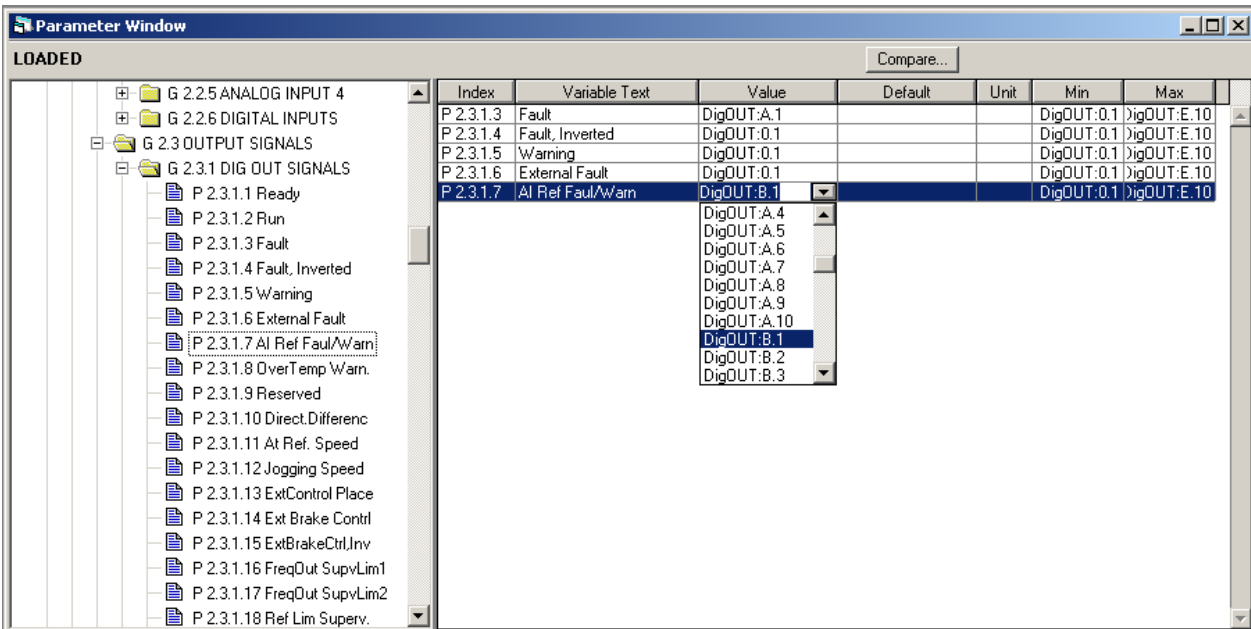 Parameter Window
LOADED
Compare...
G 2.2.5 ANALOG INPUT 4
G 2.2.6 DIGITAL INPUTS
G 2.3 OUTPUT SIGNALS
G 2.3.1 DIG OUT SIGNALS
P 2.3.1.1 Ready
P 2.3.1.2 Run
P 2.3.1.3 Fault
P 2.3.1.4 Fault, Inverted
P 2.3.1.5 Warning
P 2.3.1.6 External Fault
P 2.3.1.7 AI Ref Faul/Warn
P 2.3.1.8 OverTemp Warn.
P 2.3.1.9 Reserved
P 2.3.1.10 Direct.Differenc
P 2.3.1.11 At Ref. Speed
P 2.3.1.12 Jogging Speed
P 2.3.1.13 ExtControl Place
P 2.3.1.14 Ext Brake Contrl
P 2.3.1.15 ExtBrakeCtrl,Inv
P 2.3.1.16 FreqOut SupvLim1
P 2.3.1.17 FreqOut SupvLim2
P 2.3.1.18 Ref Lim Superv.
Index Variable Text Value Default Unit Min Max
P 2.3.1.3 Fault DigOUT:A.1 DigOUT:0.1 DigOUT:E.10
P 2.3.1.4 Fault, Inverted DigOUT:0.1 DigOUT:0.1 DigOUT:E.10
P 2.3.1.5 Warning DigOUT:0.1 DigOUT:0.1 DigOUT:E.10
P 2.3.1.6 External Fault DigOUT:0.1 DigOUT:0.1 DigOUT:E.10
P 2.3.1.7 AI Ref Faul/Warn DigOUT:B.1 DigOUT:0.1 DigOUT:E.10
DigOUT:A.4
DigOUT:A.5
DigOUT:A.6
DigOUT:A.7
DigOUT:A.8
DigOUT:A.9
DigOUT:A.10
DigOUT:B.1
DigOUT:B.2
DigOUT:B.3